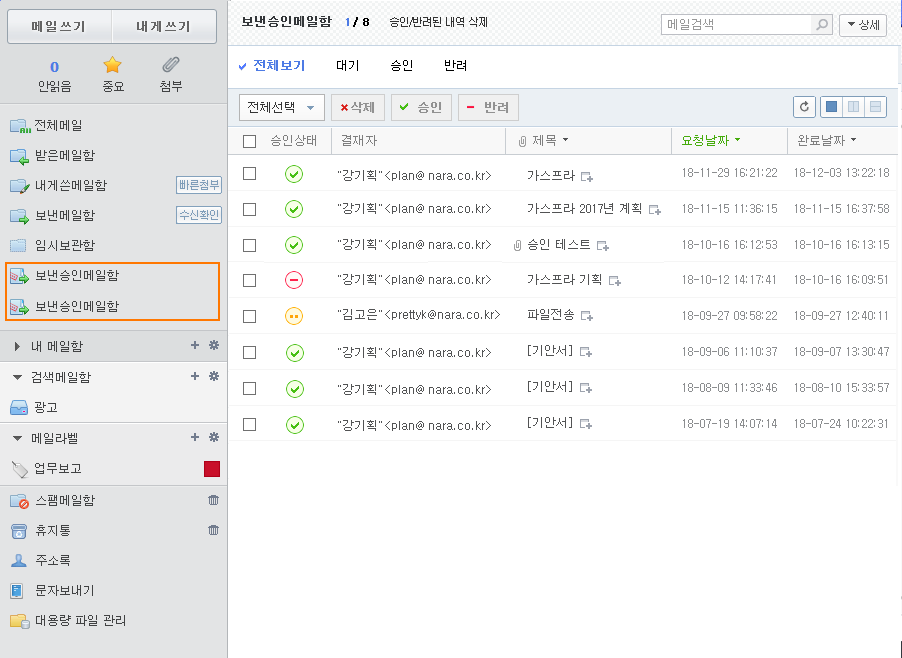 메일쓰기 내게쓰기
0
안읽음 중요 첨부
전체메일
받은메일함
내게쓴메일함 빠른첨부
보낸메일함 수신확인
임시보관함
보낸승인메일함
보낸승인메일함
내 메일함
검색메일함
광고
메일라벨
업무보고
스팸메일함
휴지통
주소록
문자보내기
대용량 파일 관리
보낸승인메일함 1 / 8 승인/반려된 내역 삭제 메일검색 상세
전체보기 대기 승인 반려
전체선택 삭제 승인 반려
승인상태 결재자 제목 요청날짜 완료날짜
"강기획"<plan@nara.co.kr> 가스프라 18-11-29 16:21:22 18-12-03 13:22:18
"강기획"<plan@nara.co.kr> 가스프라 2017년 계획 18-11-15 11:36:15 18-11-15 16:37:58
"강기획"<plan@nara.co.kr> 승인 테스트 18-10-16 16:12:53 18-10-16 16:13:15
"강기획"<plan@nara.co.kr> 가스프라 기획 18-10-12 14:17:41 18-10-16 16:09:51
"김고은"<prettyk@nara.co.kr> 파일전송 18-09-27 09:58:22 18-09-27 12:40:11
"강기획"<plan@nara.co.kr> [기안서] 18-09-06 11:10:37 18-09-07 13:30:47
"강기획"<plan@nara.co.kr> [기안서] 18-08-09 11:33:46 18-08-10 15:33:57
"강기획"<plan@nara.co.kr> [기안서] 18-07-19 14:07:14 18-07-24 10:22:31